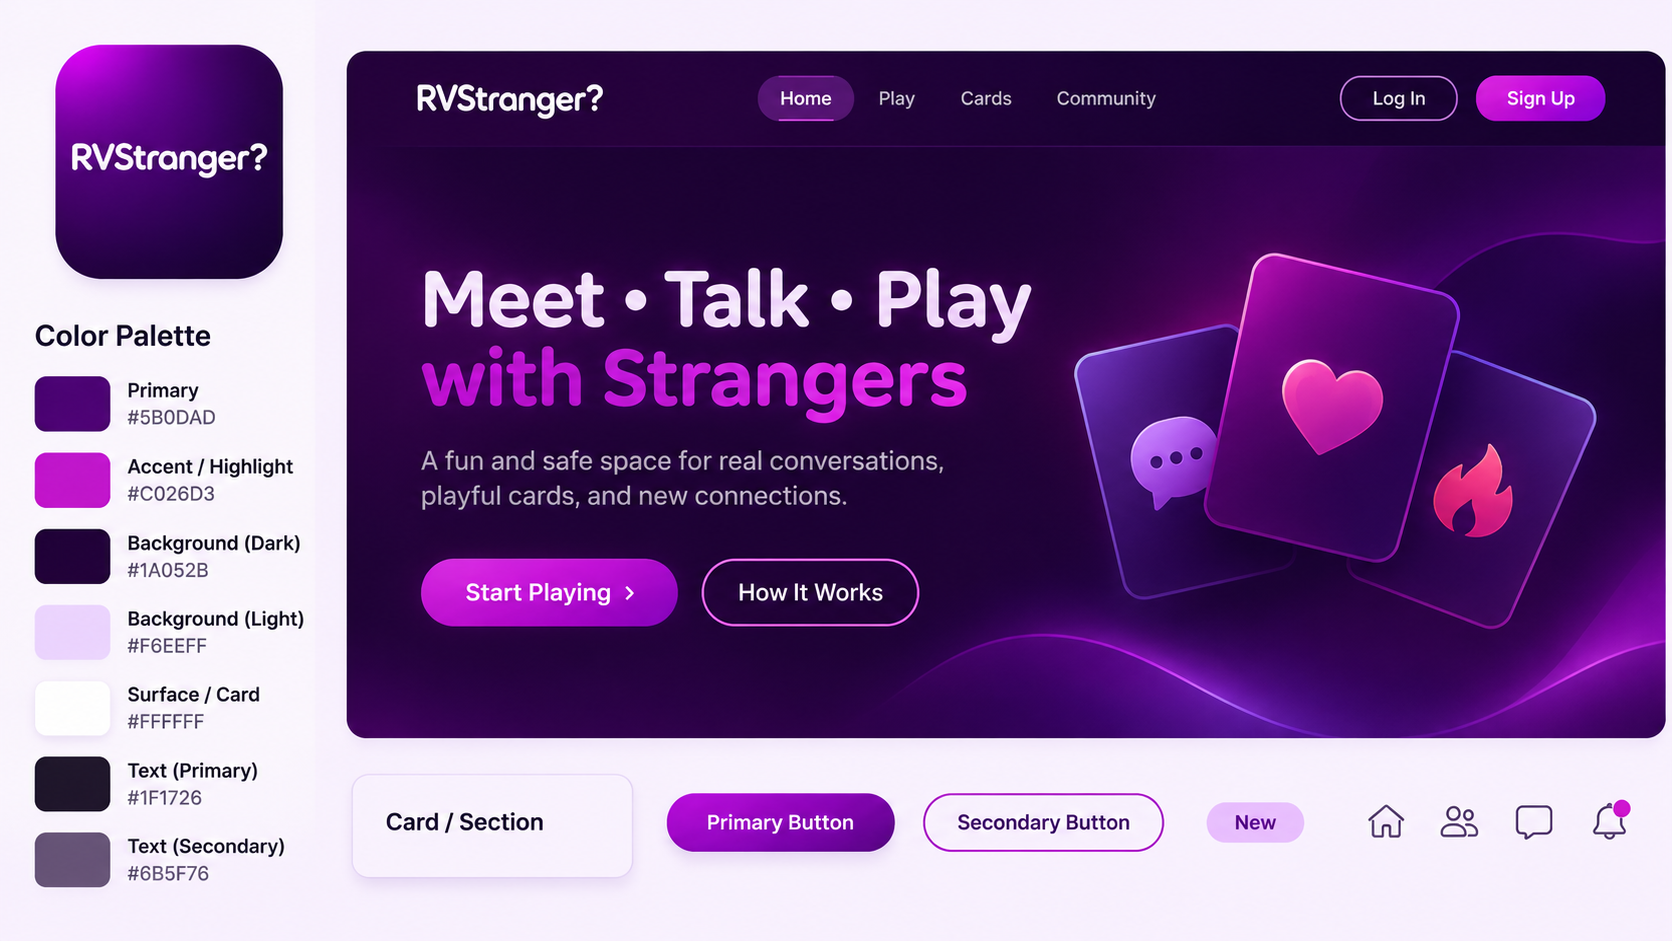 RVStranger?
Color Palette
Primary
#5B0DAD
Accent / Highlight
#C026D3
Background (Dark)
#1A052B
Background (Light)
#F6EEFF
Surface / Card
#FFFFFF
Text (Primary)
#1F1726
Text (Secondary)
#6B5F76
RVStranger?
Home
Play
Cards
Community
Log In
Sign Up
Meet • Talk • Play
with Strangers
A fun and safe space for real conversations,
playful cards, and new connections.
Start Playing ›
How It Works
Card / Section
Primary Button
Secondary Button
New